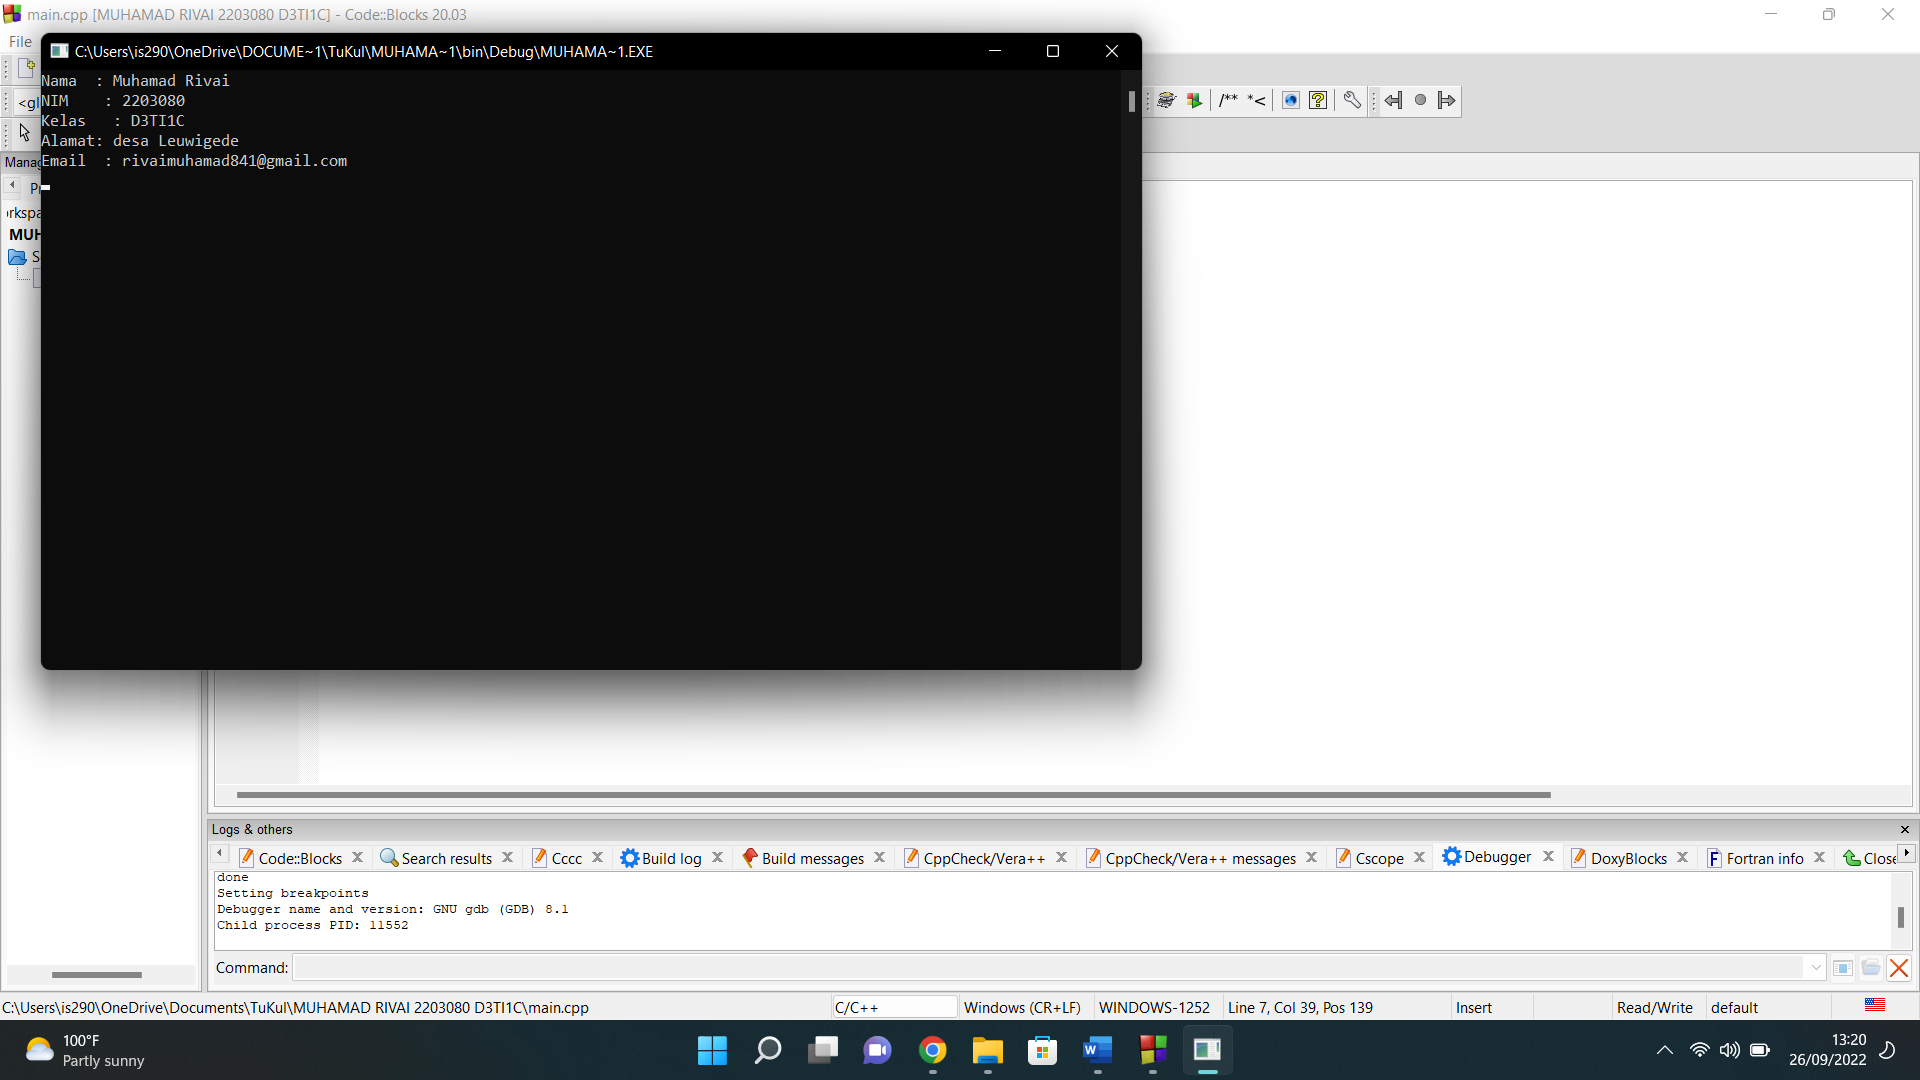 main.cpp [MUHAMAD RIVAI 2203080 D3TI1C] - Code::Blocks 20.03
File
C:\Users\is290\OneDrive\DOCUME~1\TuKul\MUHAMA~1\bin\Debug\MUHAMA~1.EXE
Nama  : Muhamad Rivai
NIM    : 2203080
Kelas   : D3TI1C
Alamat: desa Leuwigede
Email  : rivaimuhamad841@gmail.com
<gl
/** *<
Manag
P
orkspa
MUH
S
Logs & others
Code::Blocks
Search results
Cccc
Build log
Build messages
CppCheck/Vera++
CppCheck/Vera++ messages
Cscope
Debugger
DoxyBlocks
Fortran info
Close
done
Setting breakpoints
Debugger name and version: GNU gdb (GDB) 8.1
Child process PID: 11552
Command:
C:\Users\is290\OneDrive\Documents\TuKul\MUHAMAD RIVAI 2203080 D3TI1C\main.cpp
C/C++
Windows (CR+LF)
WINDOWS-1252
Line 7, Col 39, Pos 139
Insert
Read/Write
default
100°F
Partly sunny
13:20
26/09/2022